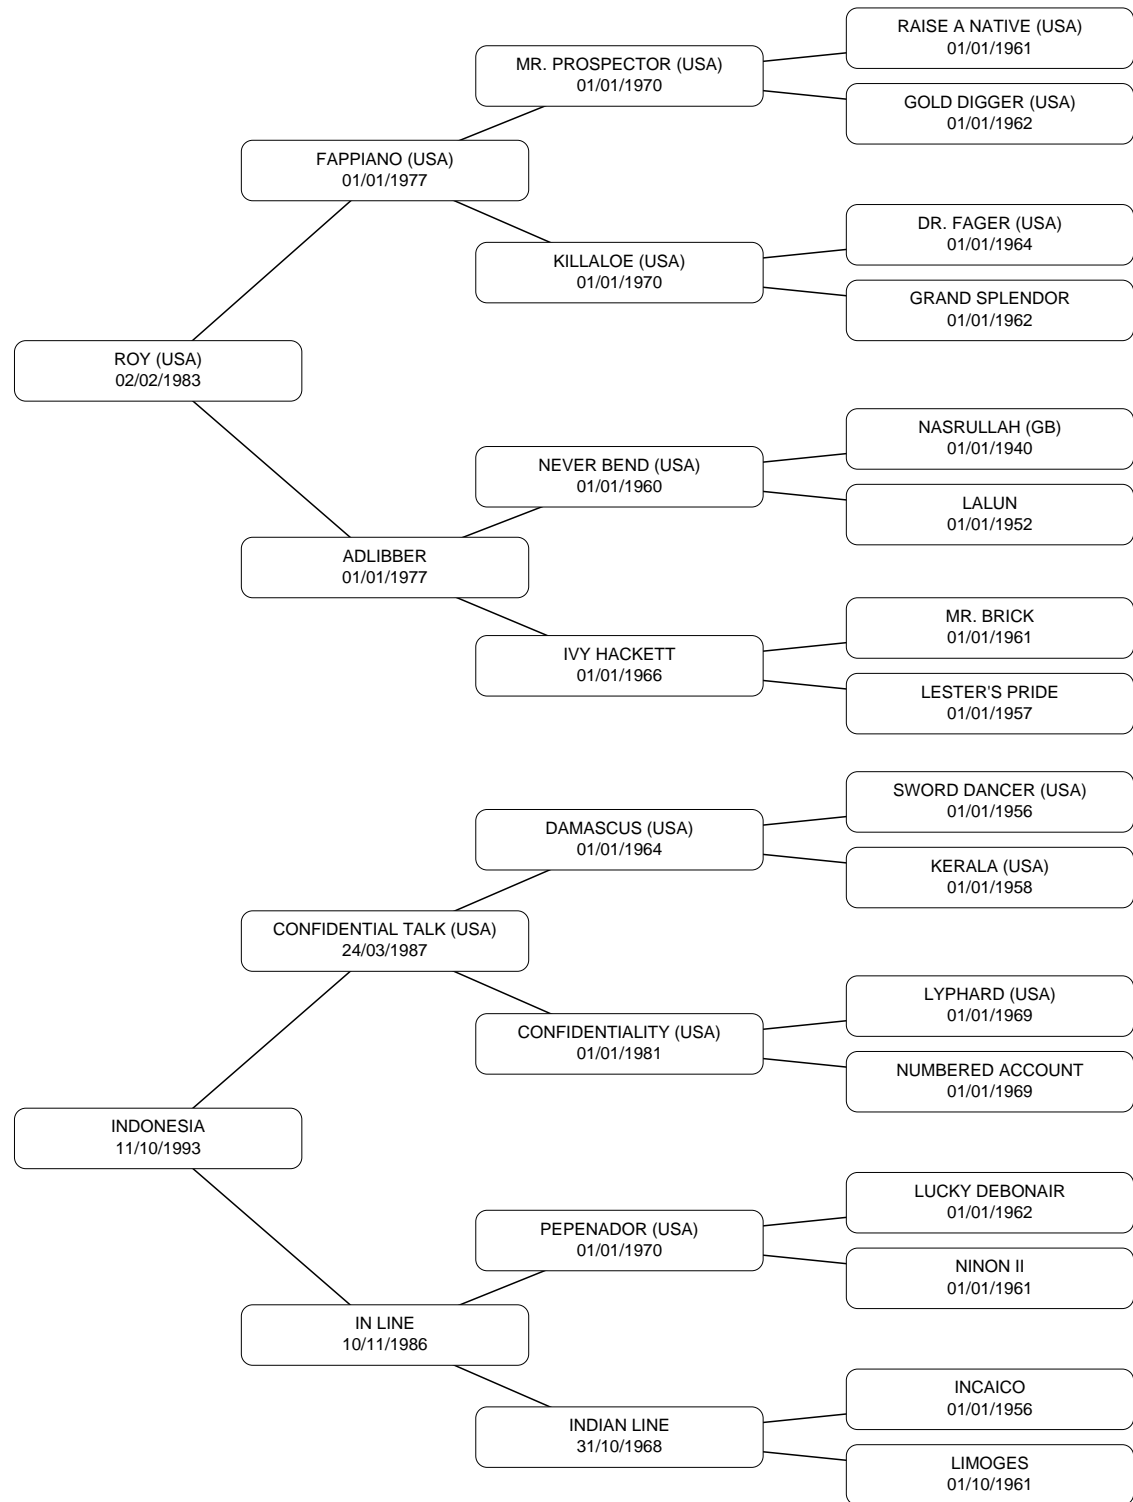 RAISE A NATIVE (USA)
01/01/1961
MR. PROSPECTOR (USA)
01/01/1970
GOLD DIGGER (USA)
01/01/1962
FAPPIANO (USA)
01/01/1977
DR. FAGER (USA)
01/01/1964
KILLALOE (USA)
01/01/1970
GRAND SPLENDOR
01/01/1962
ROY (USA)
02/02/1983
NASRULLAH (GB)
01/01/1940
NEVER BEND (USA)
01/01/1960
LALUN
01/01/1952
ADLIBBER
01/01/1977
MR. BRICK
01/01/1961
IVY HACKETT
01/01/1966
LESTER'S PRIDE
01/01/1957
SWORD DANCER (USA)
01/01/1956
DAMASCUS (USA)
01/01/1964
KERALA (USA)
01/01/1958
CONFIDENTIAL TALK (USA)
24/03/1987
LYPHARD (USA)
01/01/1969
CONFIDENTIALITY (USA)
01/01/1981
NUMBERED ACCOUNT
01/01/1969
INDONESIA
11/10/1993
LUCKY DEBONAIR
01/01/1962
PEPENADOR (USA)
01/01/1970
NINON II
01/01/1961
IN LINE
10/11/1986
INCAICO
01/01/1956
INDIAN LINE
31/10/1968
LIMOGES
01/10/1961